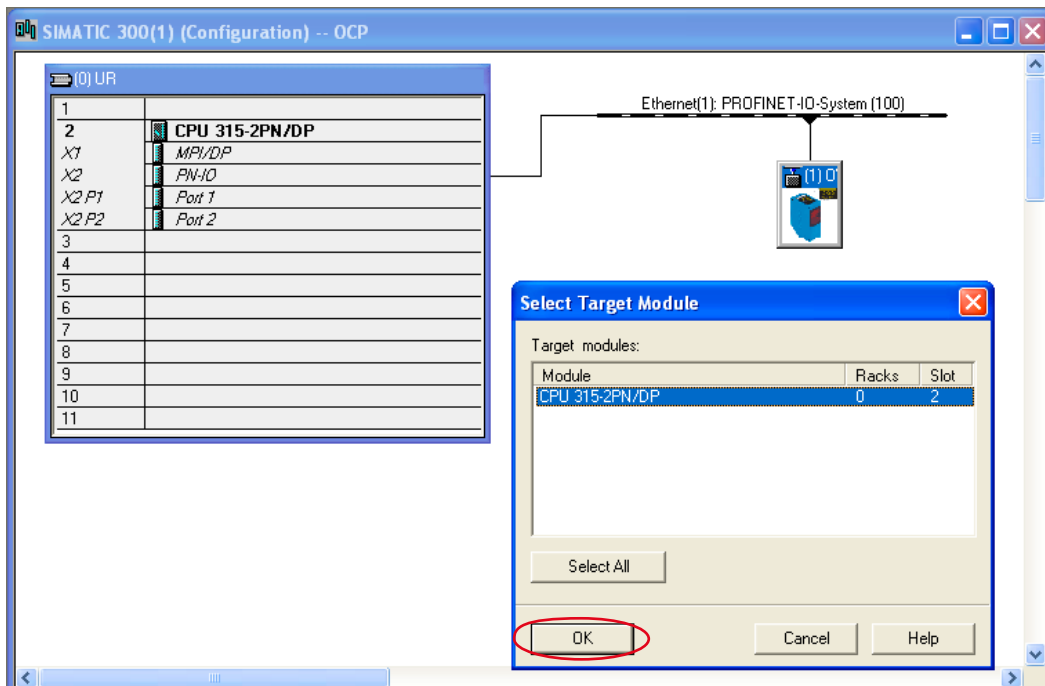 SIMATIC 300(1) (Configuration) -- OCP
(0) UR
1
2 CPU 315-2PN/DP
X1 MPI/DP
X2 PN-IO
X2 P1 Port 1
X2 P2 Port 2
3
4
5
6
7
8
9
10
11
Ethernet(1): PROFINET-IO-System (100)
(1)
Select Target Module
Target modules:
Module Racks Slot
CPU 315-2PN/DP 0 2
Select All
OK Cancel Help